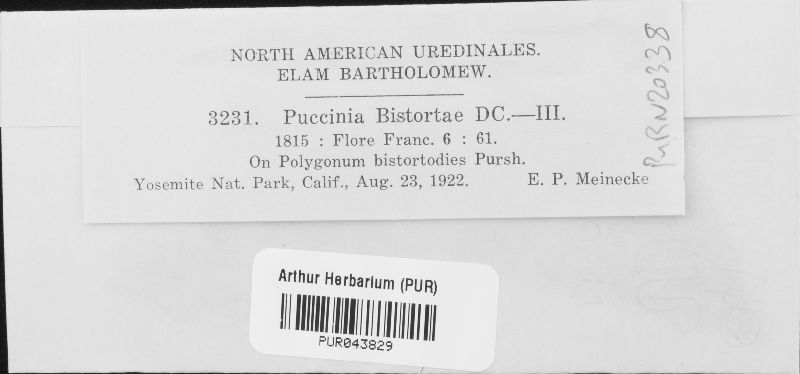 NORTH AMERICAN UREDINALES.
ELAM BARTHOLOMEW.
3231. Puccinia Bistortae DC.—III.
1815 : Flore Franc. 6 : 61.
On Polygonum bistortodies Pursh.
Yosemite Nat. Park, Calif., Aug. 23, 1922. E. P. Meinecke
PURN20338
Arthur Herbarium (PUR)
PUR043829